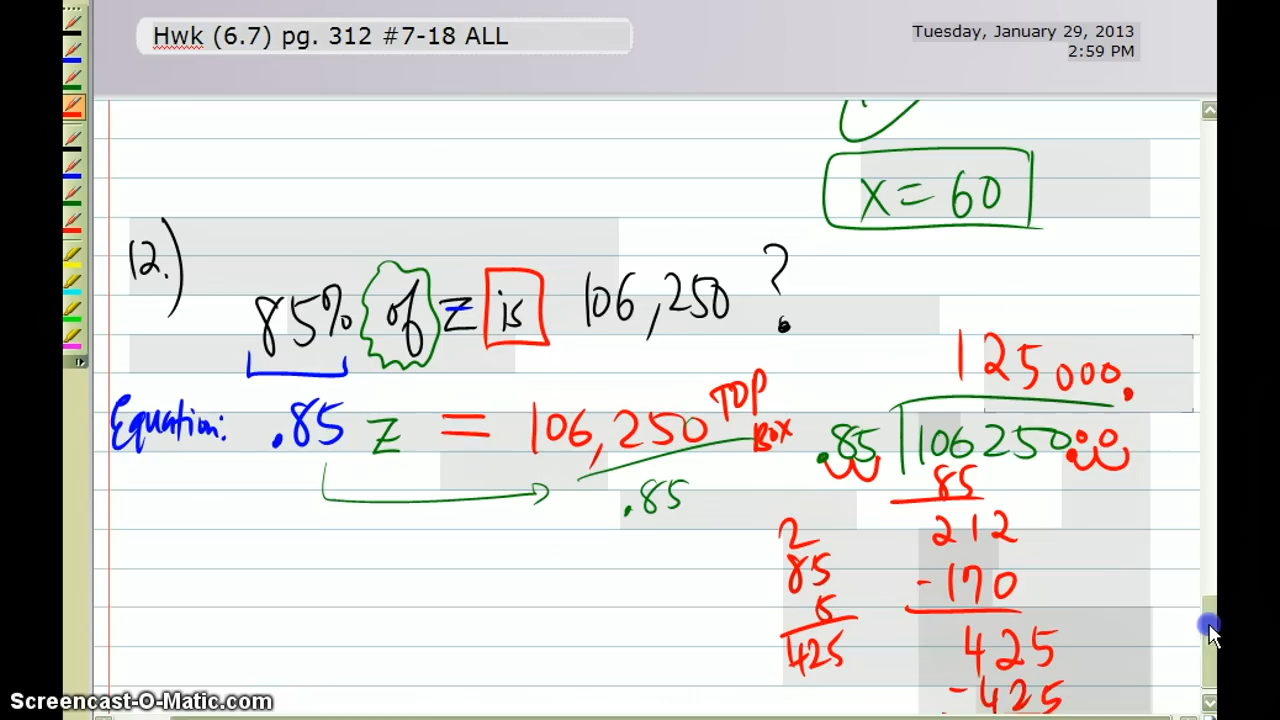 Hwk (6.7) pg. 312 #7-18 ALL
Tuesday, January 29, 2013
2:59 PM
x = 60
12.)
85% of z is 106,250 ?
125000.
Equation: .85 z = 106,250 TOP BOX
.85
.85 10625000
85
212
-170
425
-425
2
85
5
425
Screencast-O-Matic.com